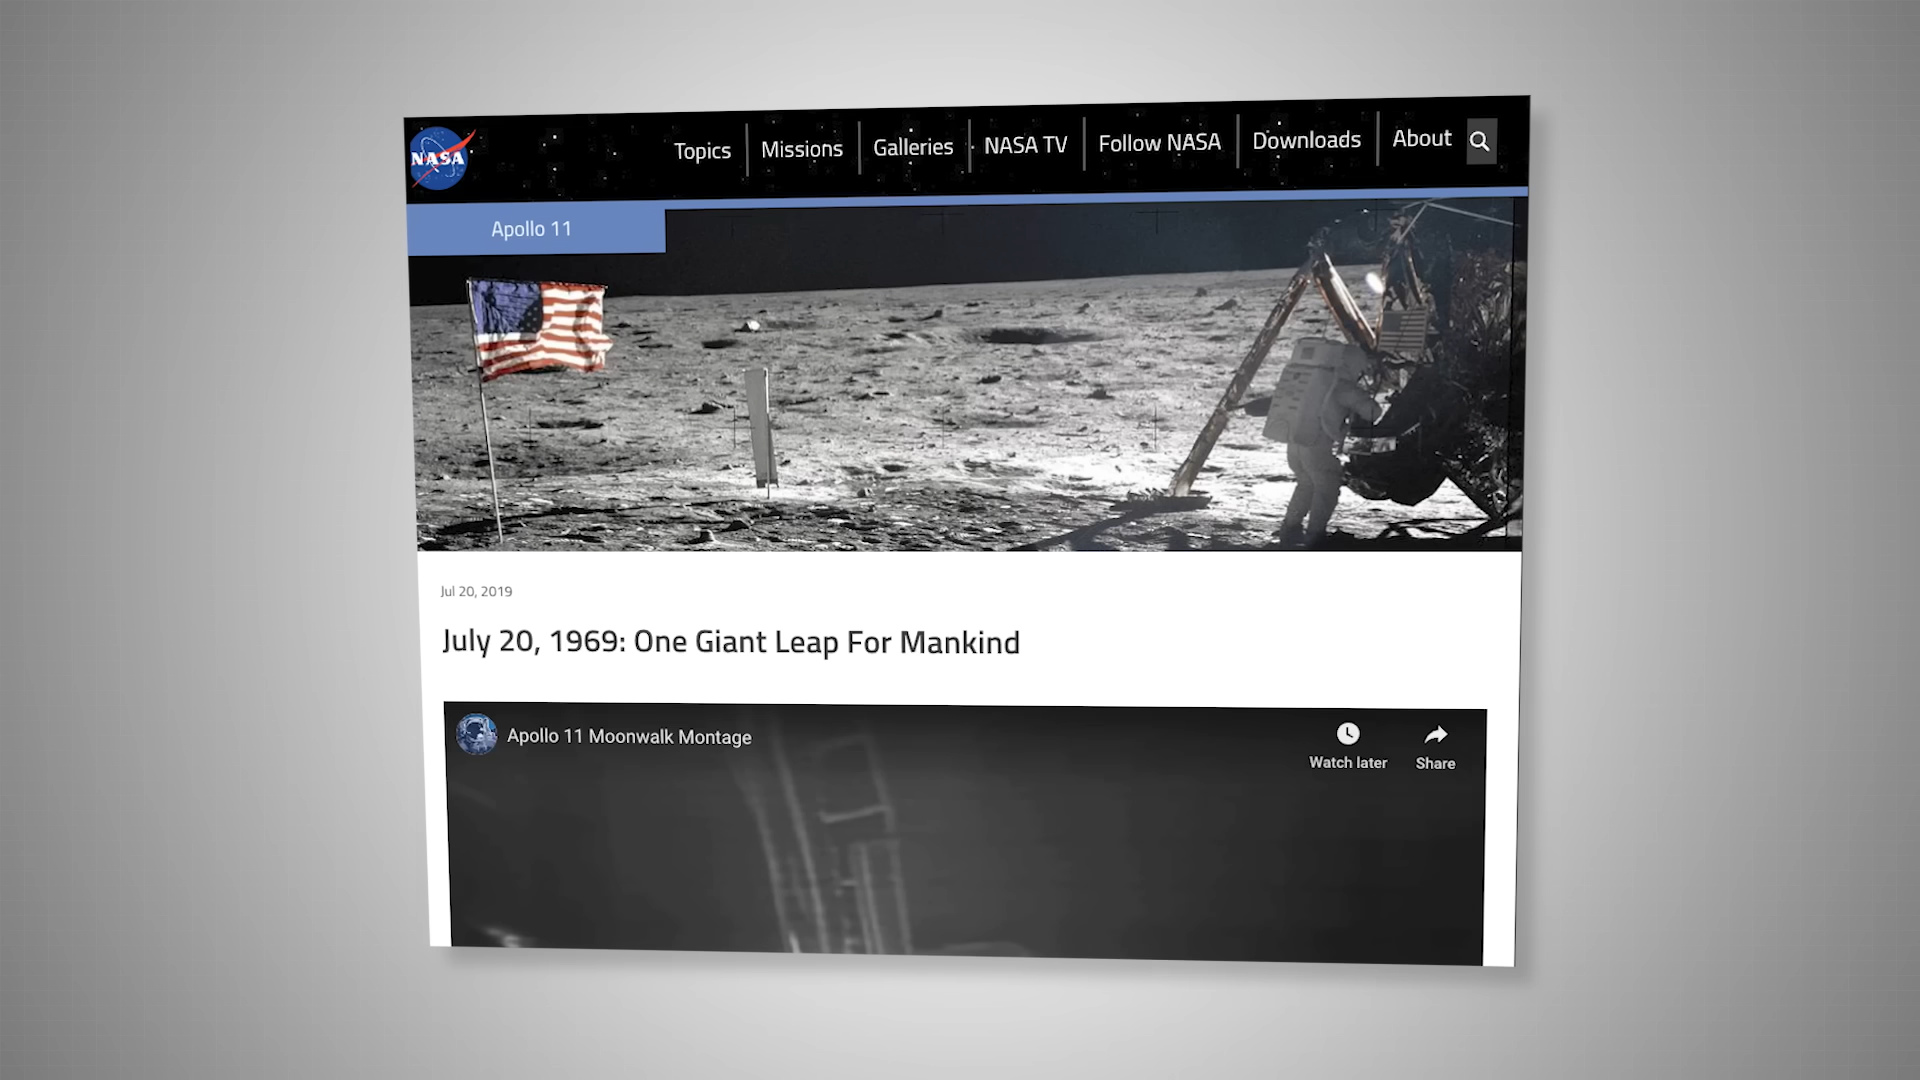 NASA
Topics Missions Galleries NASA TV Follow NASA Downloads About
Apollo 11
Jul 20, 2019
July 20, 1969: One Giant Leap For Mankind
Apollo 11 Moonwalk Montage
Watch later Share